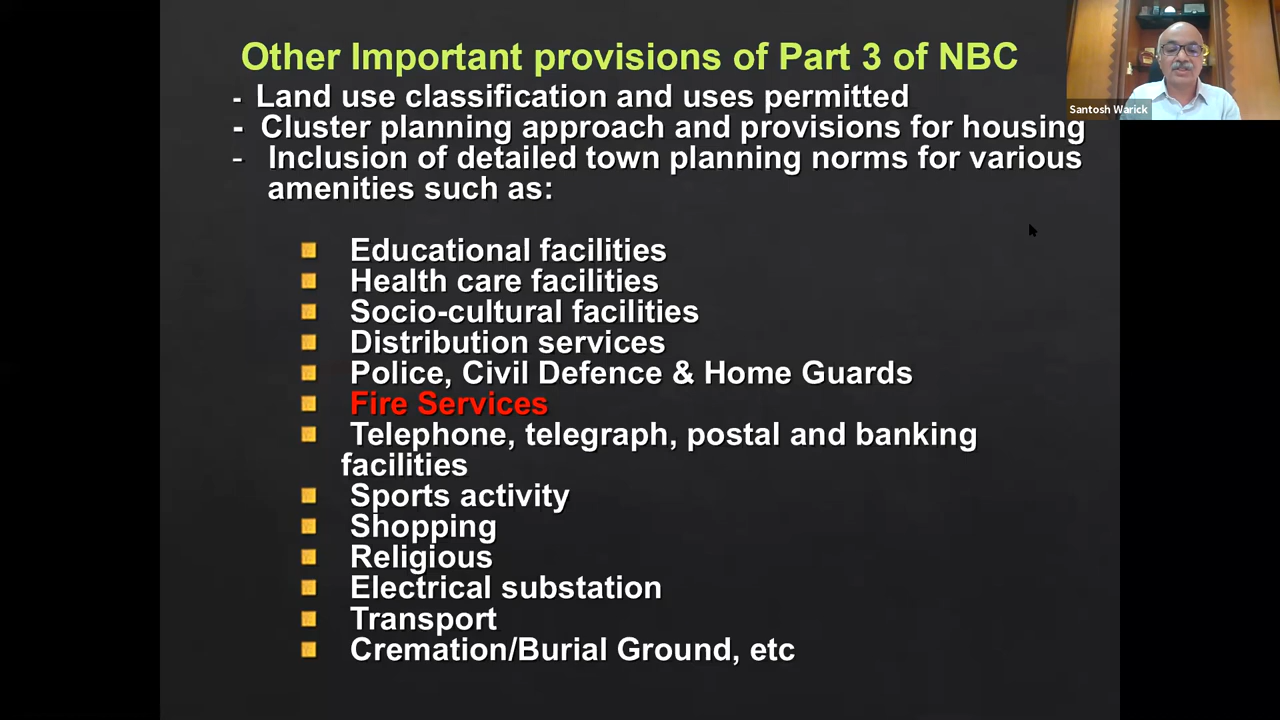 Other Important provisions of Part 3 of NBC
- Land use classification and uses permitted
- Cluster planning approach and provisions for housing
- Inclusion of detailed town planning norms for various
amenities such as:
Educational facilities
Health care facilities
Socio-cultural facilities
Distribution services
Police, Civil Defence & Home Guards
Fire Services
Telephone, telegraph, postal and banking
facilities
Sports activity
Shopping
Religious
Electrical substation
Transport
Cremation/Burial Ground, etc
Santosh Warick